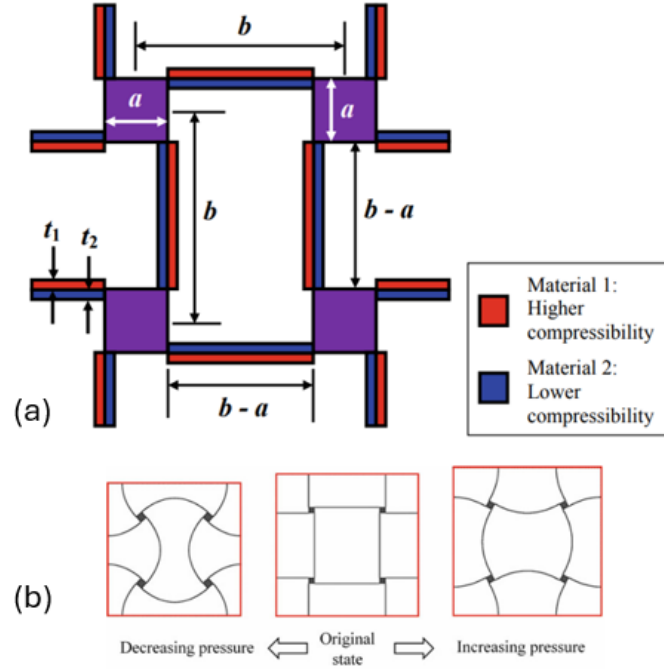 b
a
a
b
b - a
t1
t2
b - a
Material 1:
Higher
compressibility
Material 2:
Lower
compressibility
(a)
(b)
Decreasing pressure
Original
state
Increasing pressure